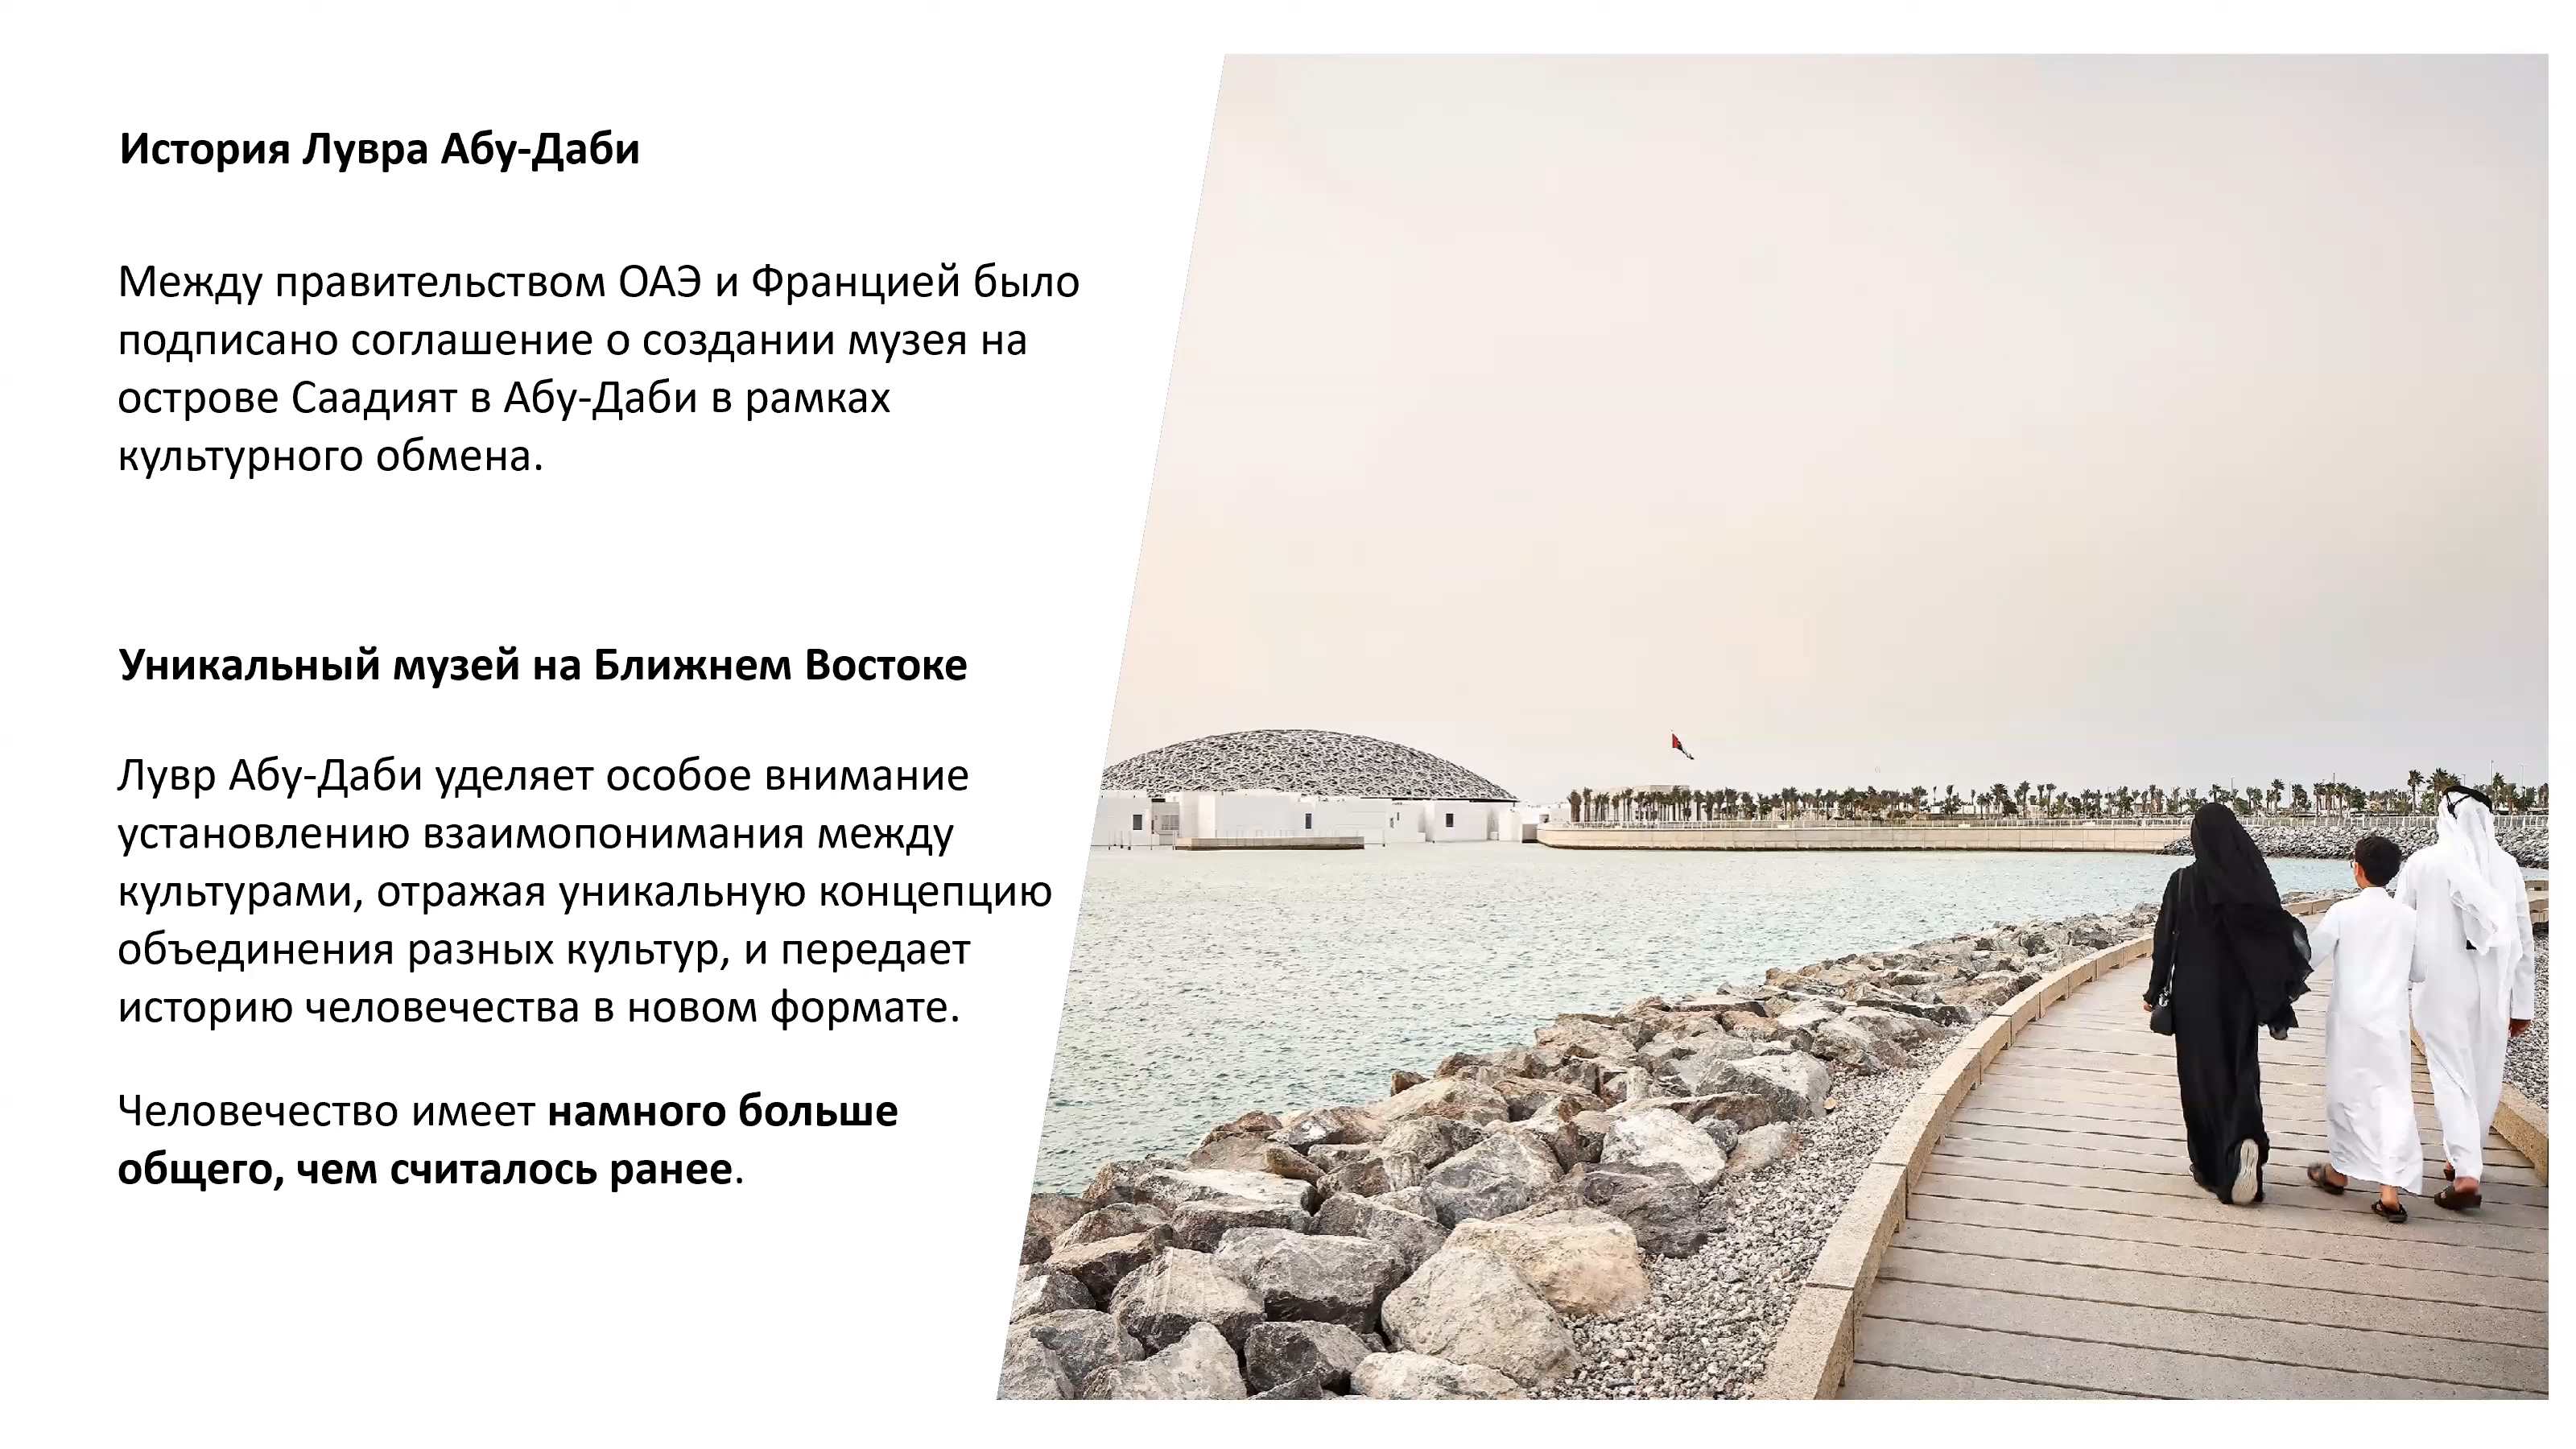 История Лувра Абу-Даби
Между правительством ОАЭ и Францией было
подписано соглашение о создании музея на
острове Саадият в Абу-Даби в рамках
культурного обмена.
Уникальный музей на Ближнем Востоке
Лувр Абу-Даби уделяет особое внимание
установлению взаимопонимания между
культурами, отражая уникальную концепцию
объединения разных культур, и передает
историю человечества в новом формате.
Человечество имеет намного больше
общего, чем считалось ранее.